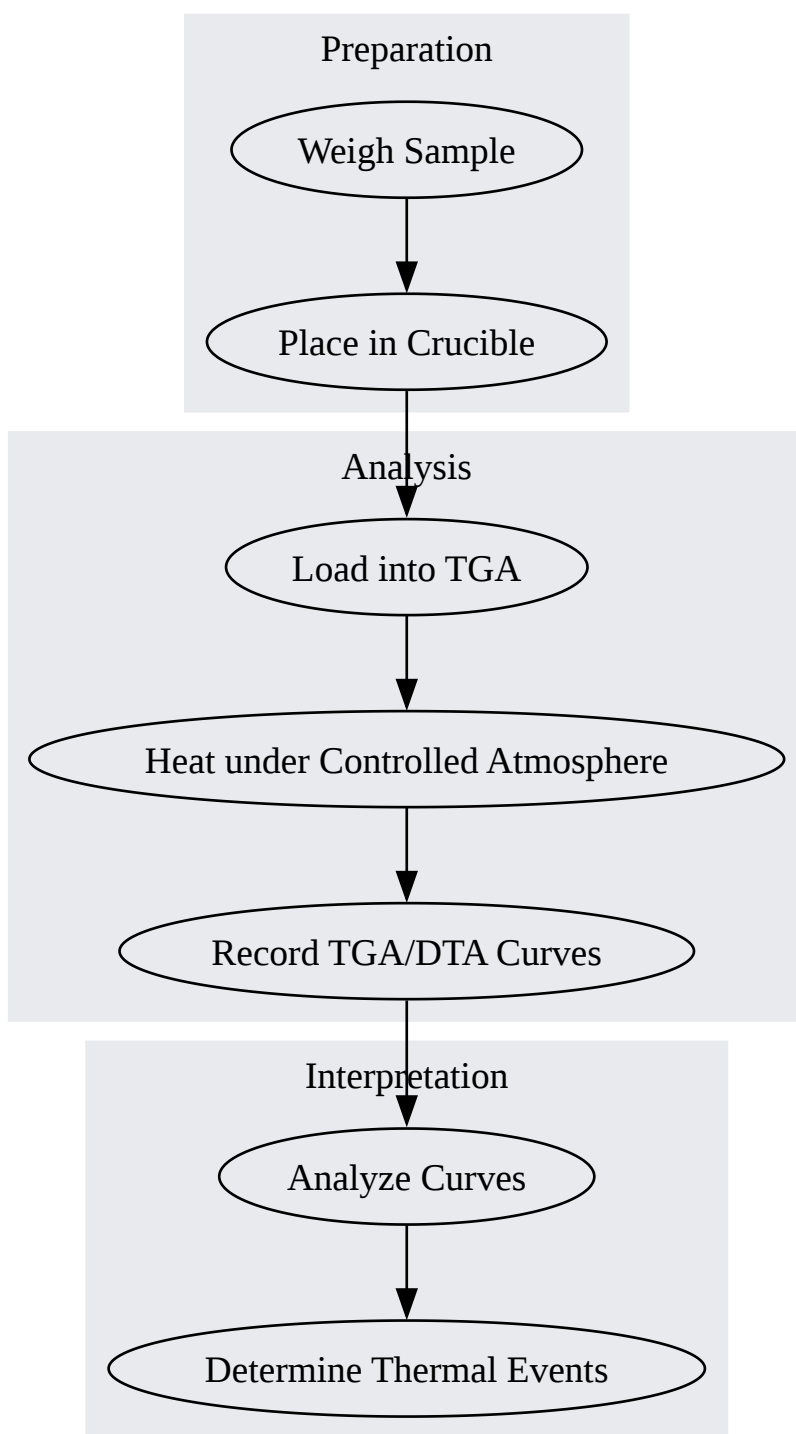 Preparation
Weigh Sample
Place in Crucible
Analysis
Load into TGA
Heat under Controlled Atmosphere
Record TGA/DTA Curves
Interpretation
Analyze Curves
Determine Thermal Events